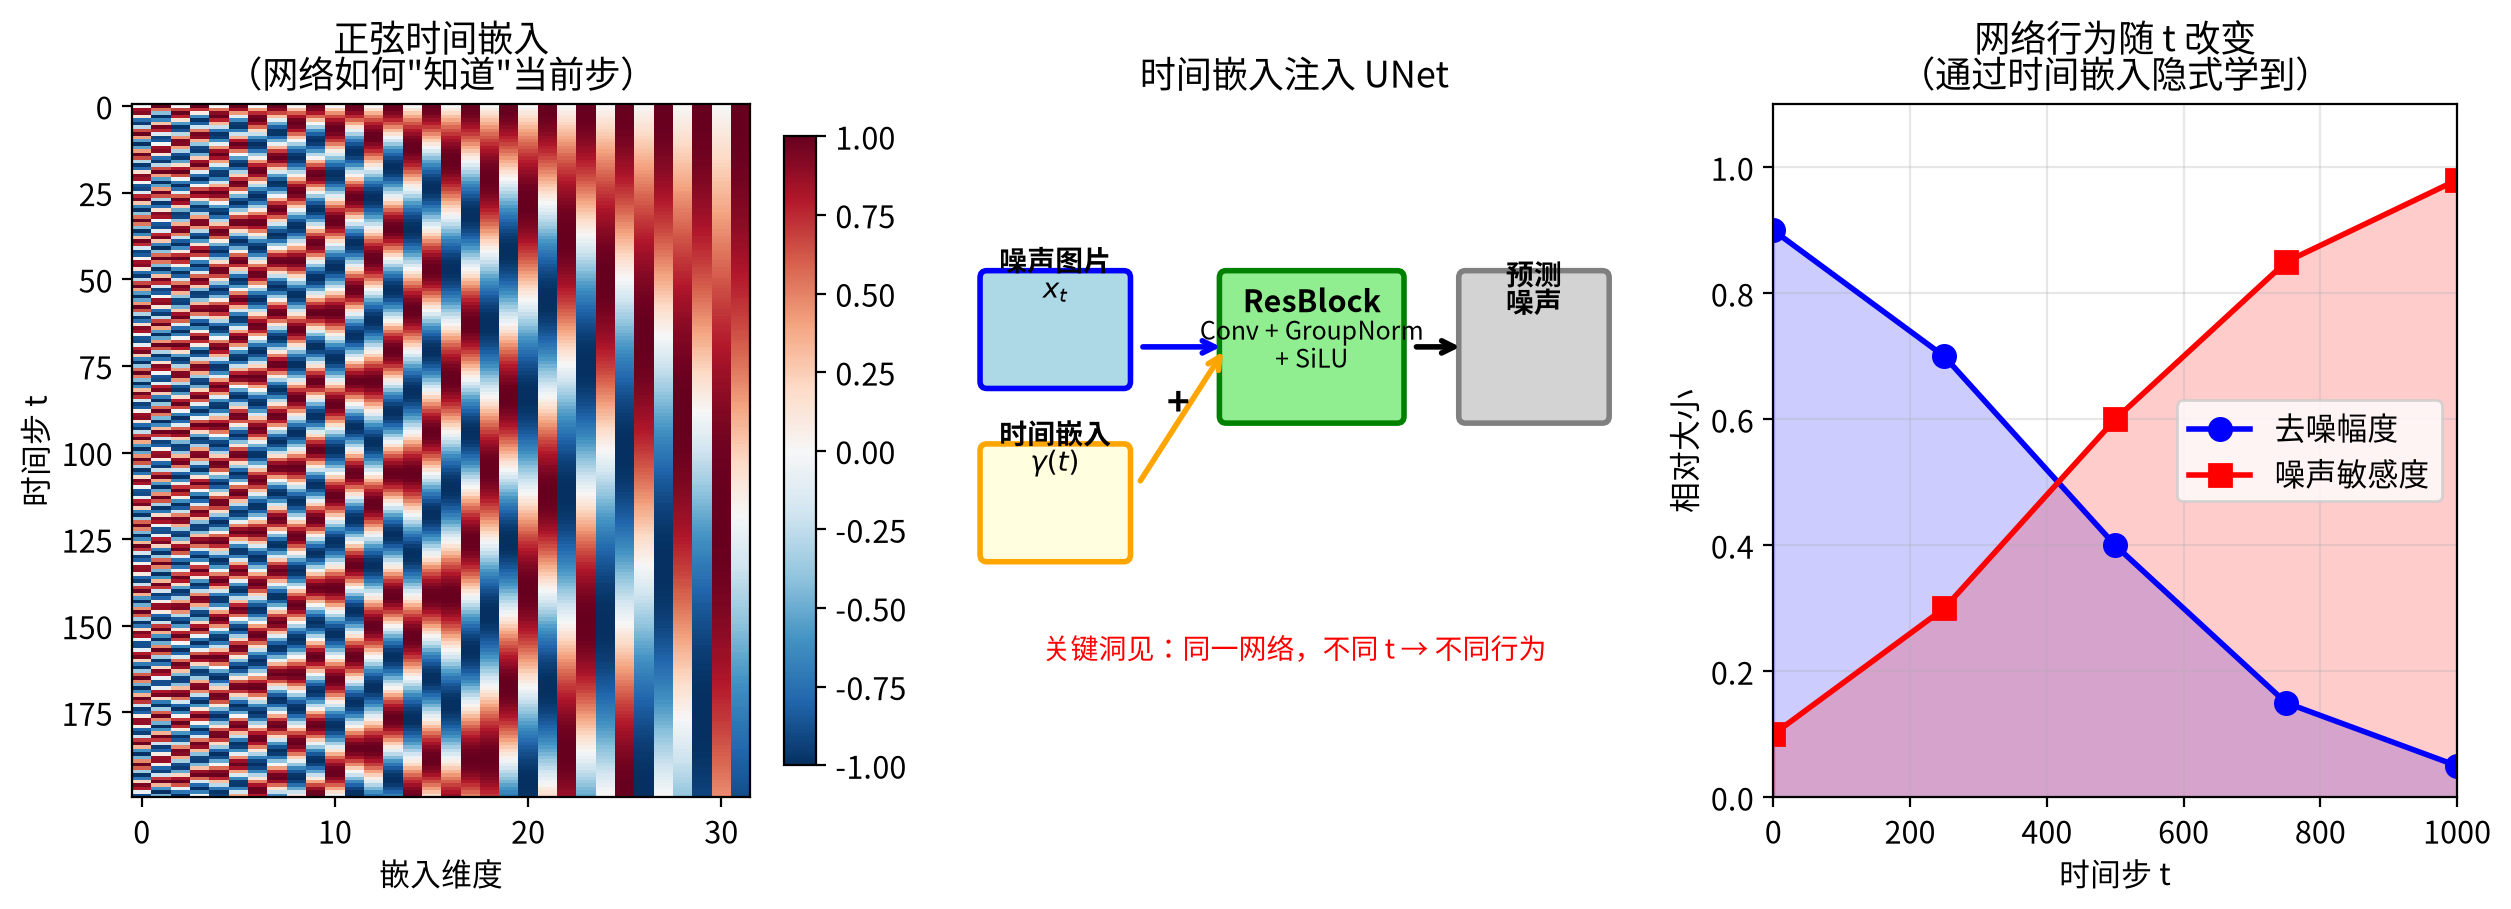 正弦时间嵌入
（网络如何"知道"当前步）
0
25
50
75
100
125
150
175
时间步 t
0
10
20
30
嵌入维度
1.00
0.75
0.50
0.25
0.00
-0.25
-0.50
-0.75
-1.00
时间嵌入注入 UNet
噪声图片
x_t
时间嵌入
γ(t)
+
ResBlock
Conv + GroupNorm
+ SiLU
预测
噪声
关键洞见：同一网络，不同 t → 不同行为
网络行为随 t 改变
（通过时间嵌入隐式学到）
1.0
0.8
0.6
0.4
0.2
0.0
相对大小
去噪幅度
噪声敏感度
0
200
400
600
800
1000
时间步 t